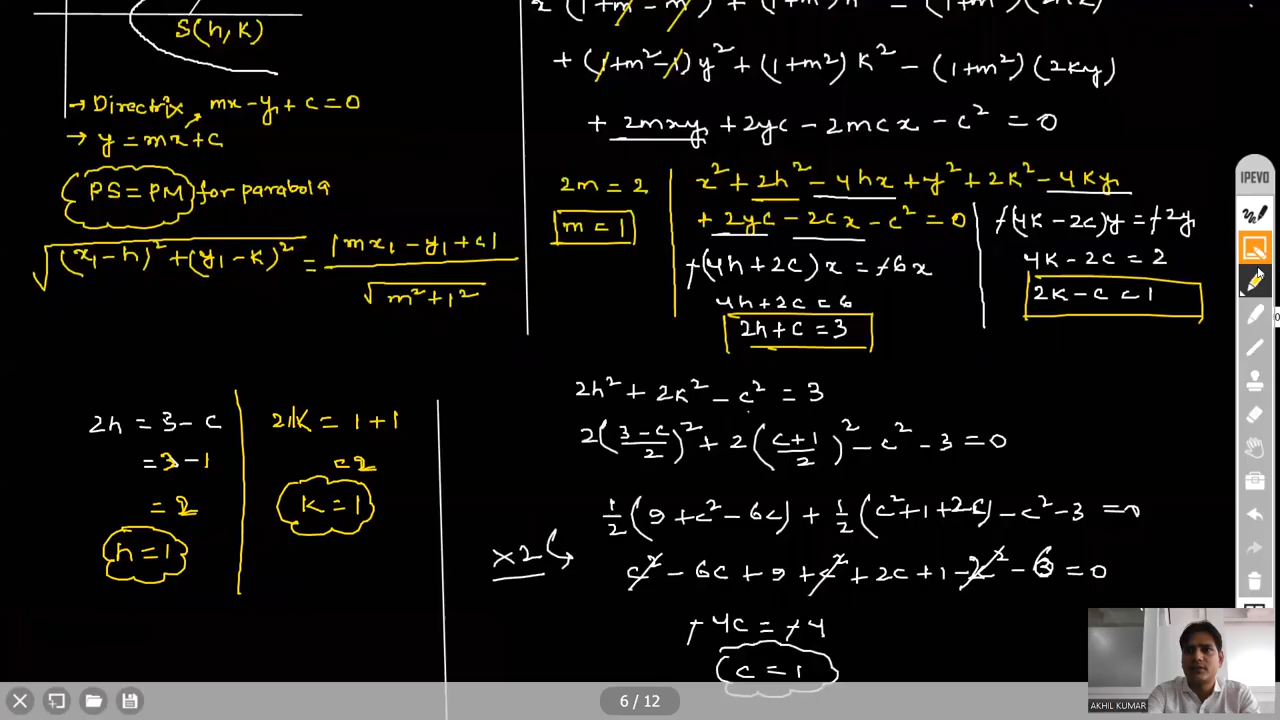 S(h, k)
→ Directrix mx - y₁ + c = 0
→ y = mx + c
PS = PM for parabola
√((x₁-h)² + (y₁-k)²) = |mx₁ - y₁ + c| / √(m² + 1²)
+ (1+m²-1) y² + (1+m²) k² - (1+m²) (2ky)
+ 2mxy + 2yc - 2mcx - c² = 0
2m = 2
m = 1
x² + 2h² - 4hx + y² + 2k² - 4ky
+ 2yc - 2cx - c² = 0
-(4h + 2c) x = -6x
4h + 2c = 6
2h + c = 3
-(4k - 2c) y = -2y
4k - 2c = 2
2k - c = 1
2h = 3 - c
= 3 - 1
= 2
h = 1
2k = 1 + 1
= 2
k = 1
2h² + 2k² - c² = 3
2((3-c)/2)² + 2((c+1)/2)² - c² - 3 = 0
1/2 (9 + c² - 6c) + 1/2 (c² + 1 + 2c) - c² - 3 = 0
×2
c² - 6c + 9 + c² + 2c + 1 - 2c² - 6 = 0
-4c = -4
c = 1
IPEVO
AKHIL KUMAR
6 / 12